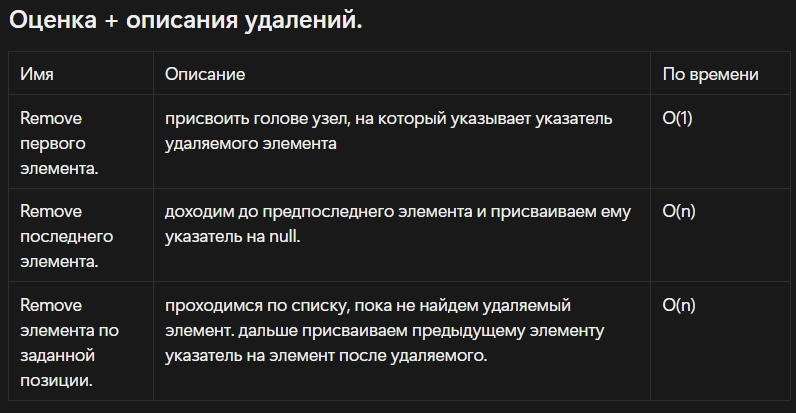 Оценка + описания удалений.
Имя
Описание
По времени
Remove
первого
элемента.
присвоить голове узел, на который указывает указатель
удаляемого элемента
O(1)
Remove
последнего
элемента.
доходим до предпоследнего элемента и присваиваем ему
указатель на null.
O(n)
Remove
элемента по
заданной
позиции.
проходимся по списку, пока не найдем удаляемый
элемент. дальше присваиваем предыдущему элементу
указатель на элемент после удаляемого.
O(n)